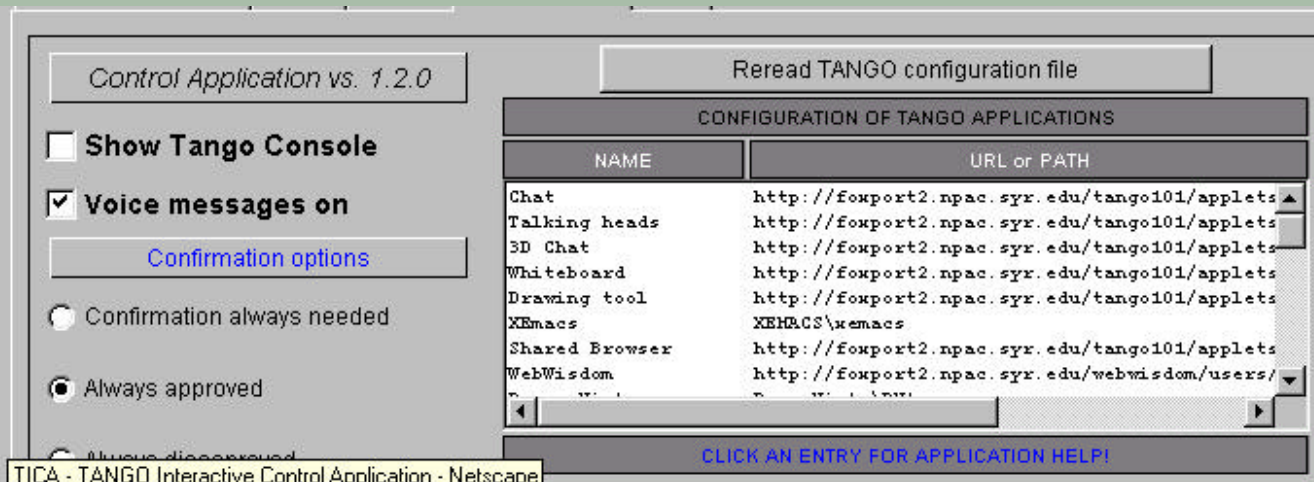 Control Application vs. 1.2.0
Show Tango Console
Voice messages on
Confirmation options
Confirmation always needed
Always approved
TICA - TANGO Interactive Control Application - Netscape
Reread TANGO configuration file
CONFIGURATION OF TANGO APPLICATIONS
NAME URL or PATH
Chat http://foxport2.npac.syr.edu/tango101/applets
Talking heads http://foxport2.npac.syr.edu/tango101/applets
3D Chat http://foxport2.npac.syr.edu/tango101/applets
Whiteboard http://foxport2.npac.syr.edu/tango101/applets
Drawing tool http://foxport2.npac.syr.edu/tango101/applets
XEmacs XEMACS\xemacs
Shared Browser http://foxport2.npac.syr.edu/tango101/applets
WebWisdom http://foxport2.npac.syr.edu/webwisdom/users/
CLICK AN ENTRY FOR APPLICATION HELP!